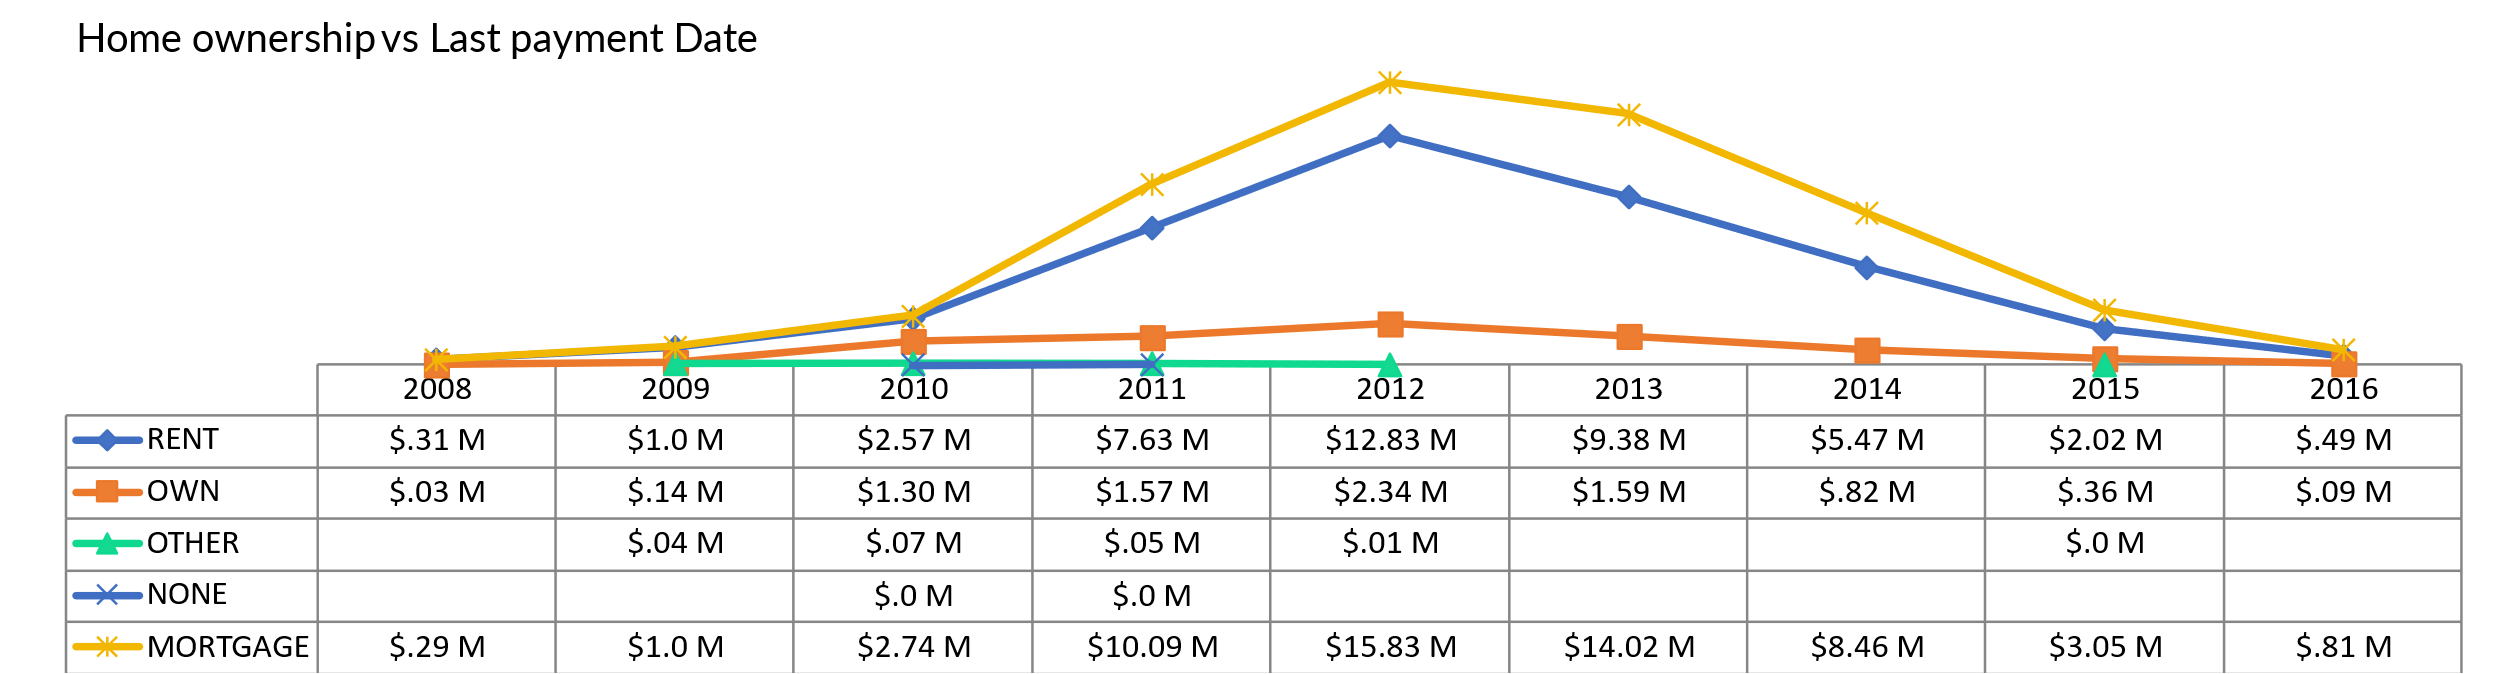 Home ownership vs Last payment Date
2008 2009 2010 2011 2012 2013 2014 2015 2016
RENT $.31 M $1.0 M $2.57 M $7.63 M $12.83 M $9.38 M $5.47 M $2.02 M $.49 M
OWN $.03 M $.14 M $1.30 M $1.57 M $2.34 M $1.59 M $.82 M $.36 M $.09 M
OTHER $.04 M $.07 M $.05 M $.01 M $.0 M
NONE $.0 M $.0 M
MORTGAGE $.29 M $1.0 M $2.74 M $10.09 M $15.83 M $14.02 M $8.46 M $3.05 M $.81 M